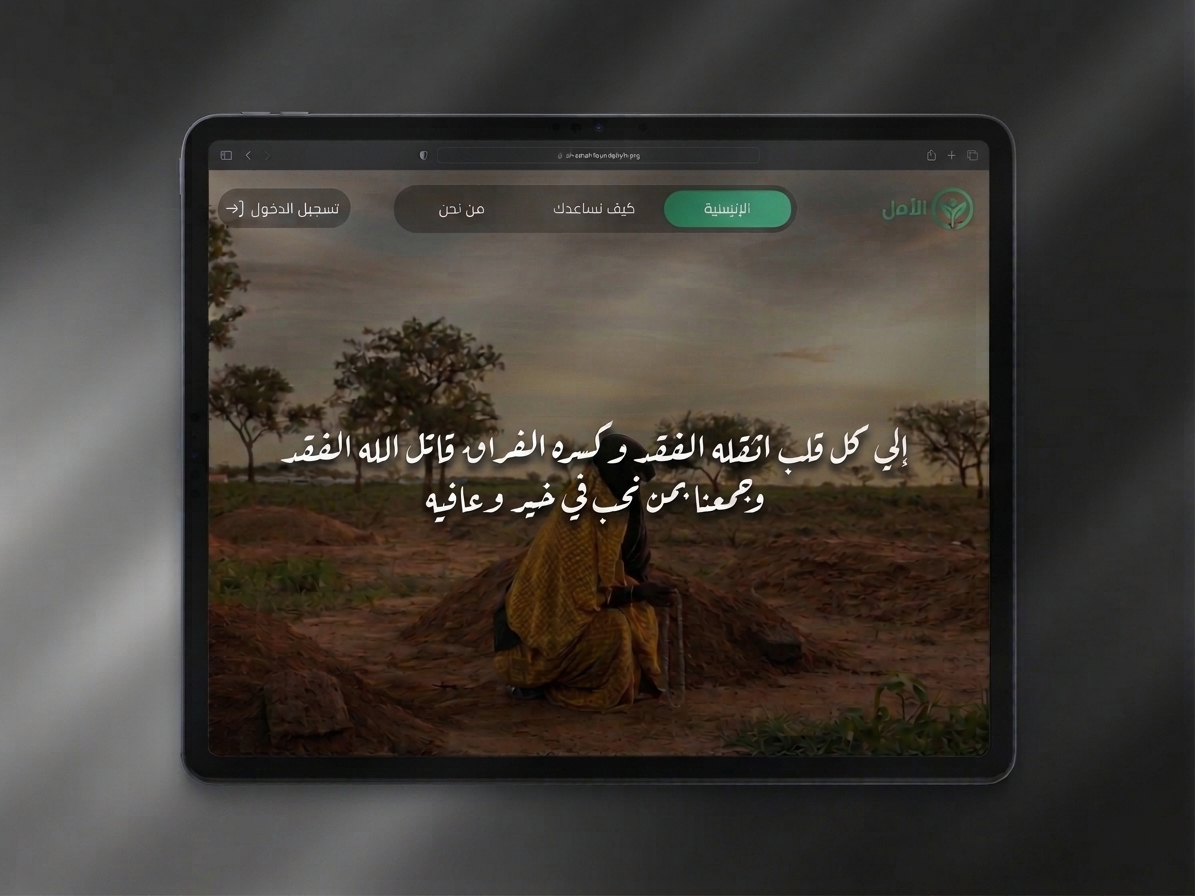 الأمل
كيف نساعدك
من نحن
تسجيل الدخول
إلي كل قلب اثقله الفقد و كسره الفراق، قاتل الله الفقد
وجمعنا بمن نحب في خير و عافيه